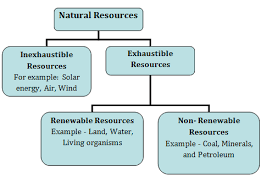 Natural Resources
Inexhaustible
Resources
For example: Solar
energy, Air, Wind
Exhaustible
Resources
Renewable Resources
Example - Land, Water,
Living organisms
Non- Renewable
Resources
Example - Coal, Minerals,
and Petroleum